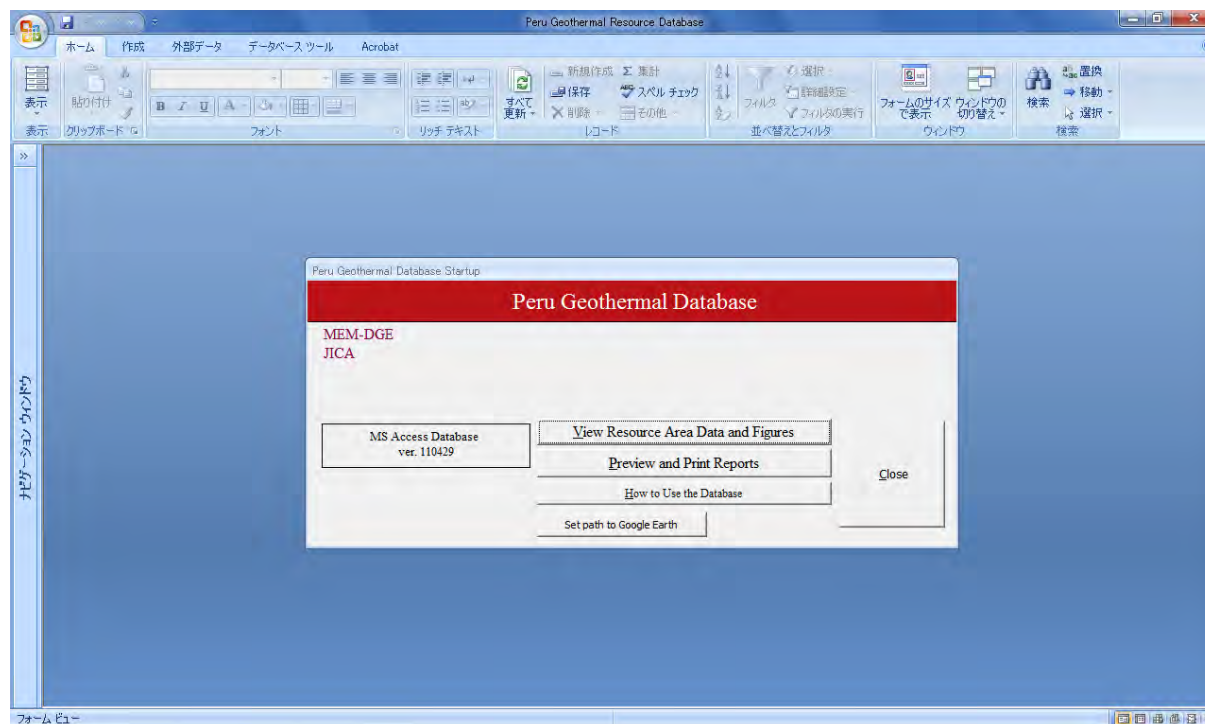 Peru Geothermal Resource Database
ホーム 作成 外部データ データベース ツール Acrobat
表示
貼り付け
B I U A
すべて
更新
新規作成 Σ 集計
保存 スペル チェック
削除 その他
フィルタ
選択
詳細設定
フィルタの実行
フォームのサイズ
で表示
ウィンドウの
切り替え
検索
置換
移動
選択
表示 クリップボード フォント リッチ テキスト レコード 並べ替えとフィルタ ウィンドウ 検索
»
ナビゲーション ウィンドウ
Peru Geothermal Database Startup
Peru Geothermal Database
MEM-DGE
JICA
MS Access Database
ver. 110429
View Resource Area Data and Figures
Preview and Print Reports
How to Use the Database
Set path to Google Earth
Close
フォーム ビュー